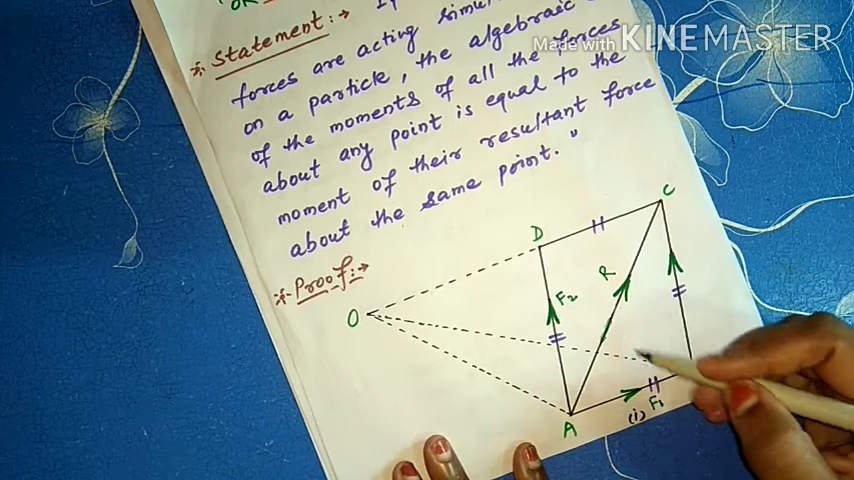 OR
* Statement :→
forces are acting
on a particle, the algebraic
of the moments of all the forces
about any point is equal to the
moment of their resultant force
about the same point."
* Proof :→
Made with KINEMASTER
D
C
O
F2
R
A
F1
(i)